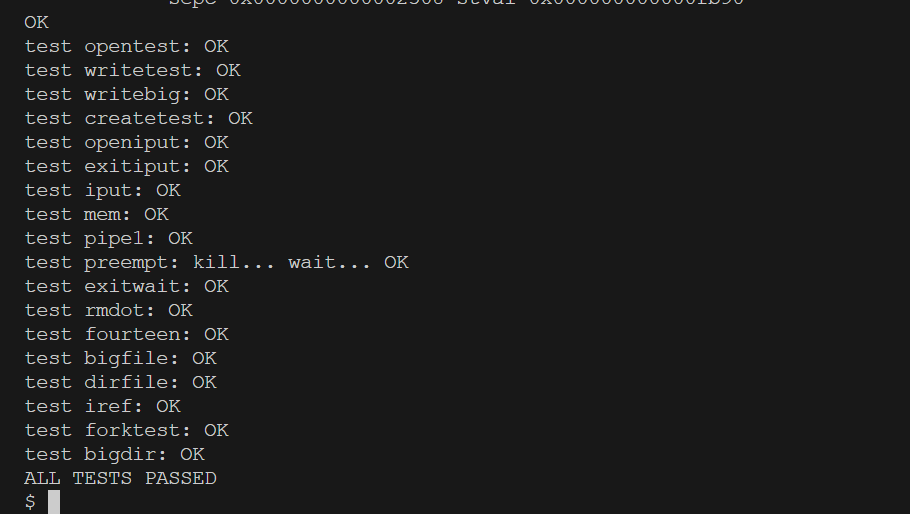 OK
test opentest: OK
test writetest: OK
test writebig: OK
test createtest: OK
test openiput: OK
test exitiput: OK
test iput: OK
test mem: OK
test pipe1: OK
test preempt: kill... wait... OK
test exitwait: OK
test rmdot: OK
test fourteen: OK
test bigfile: OK
test dirfile: OK
test iref: OK
test forktest: OK
test bigdir: OK
ALL TESTS PASSED
$